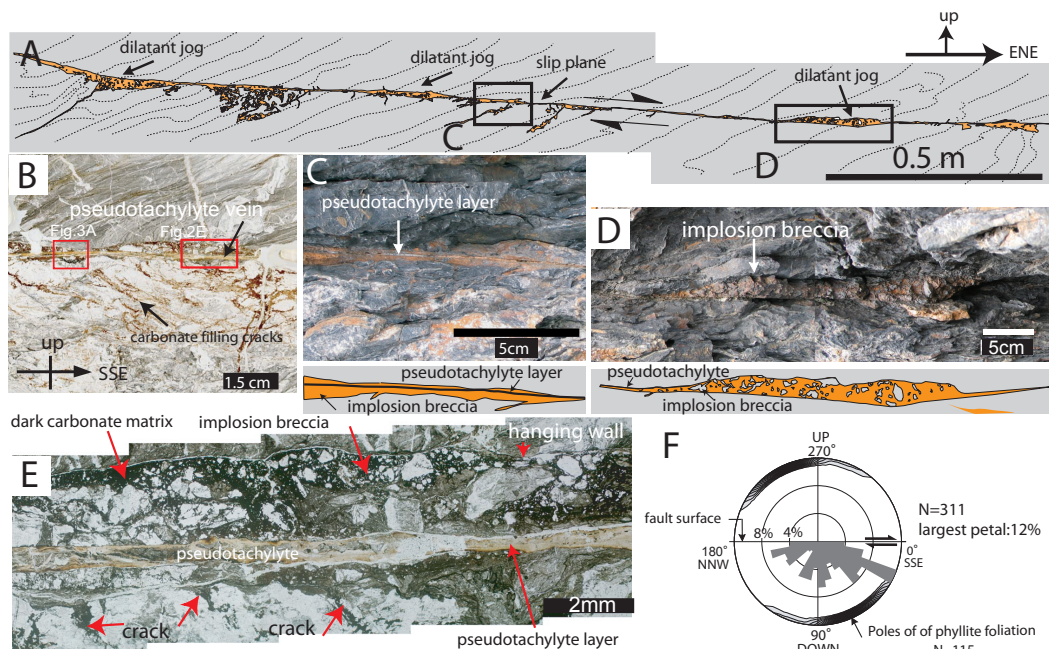 A
dilatant jog
dilatant jog
slip plane
dilatant jog
up
ENE
C
D
0.5 m
B
pseudotachylyte vein
Fig.3A
Fig.2E
carbonate filling cracks
up
SSE
1.5 cm
C
pseudotachylyte layer
5cm
pseudotachylyte layer
implosion breccia
D
implosion breccia
5cm
pseudotachylyte
implosion breccia
dark carbonate matrix
implosion breccia
hanging wall
E
pseudotachylyte
crack
crack
2mm
pseudotachylyte layer
F
UP
270°
N=311
largest petal:12%
fault surface
8%
4%
180°
NNW
0°
SSE
90°
DOWN
Poles of of phyllite foliation
N=115